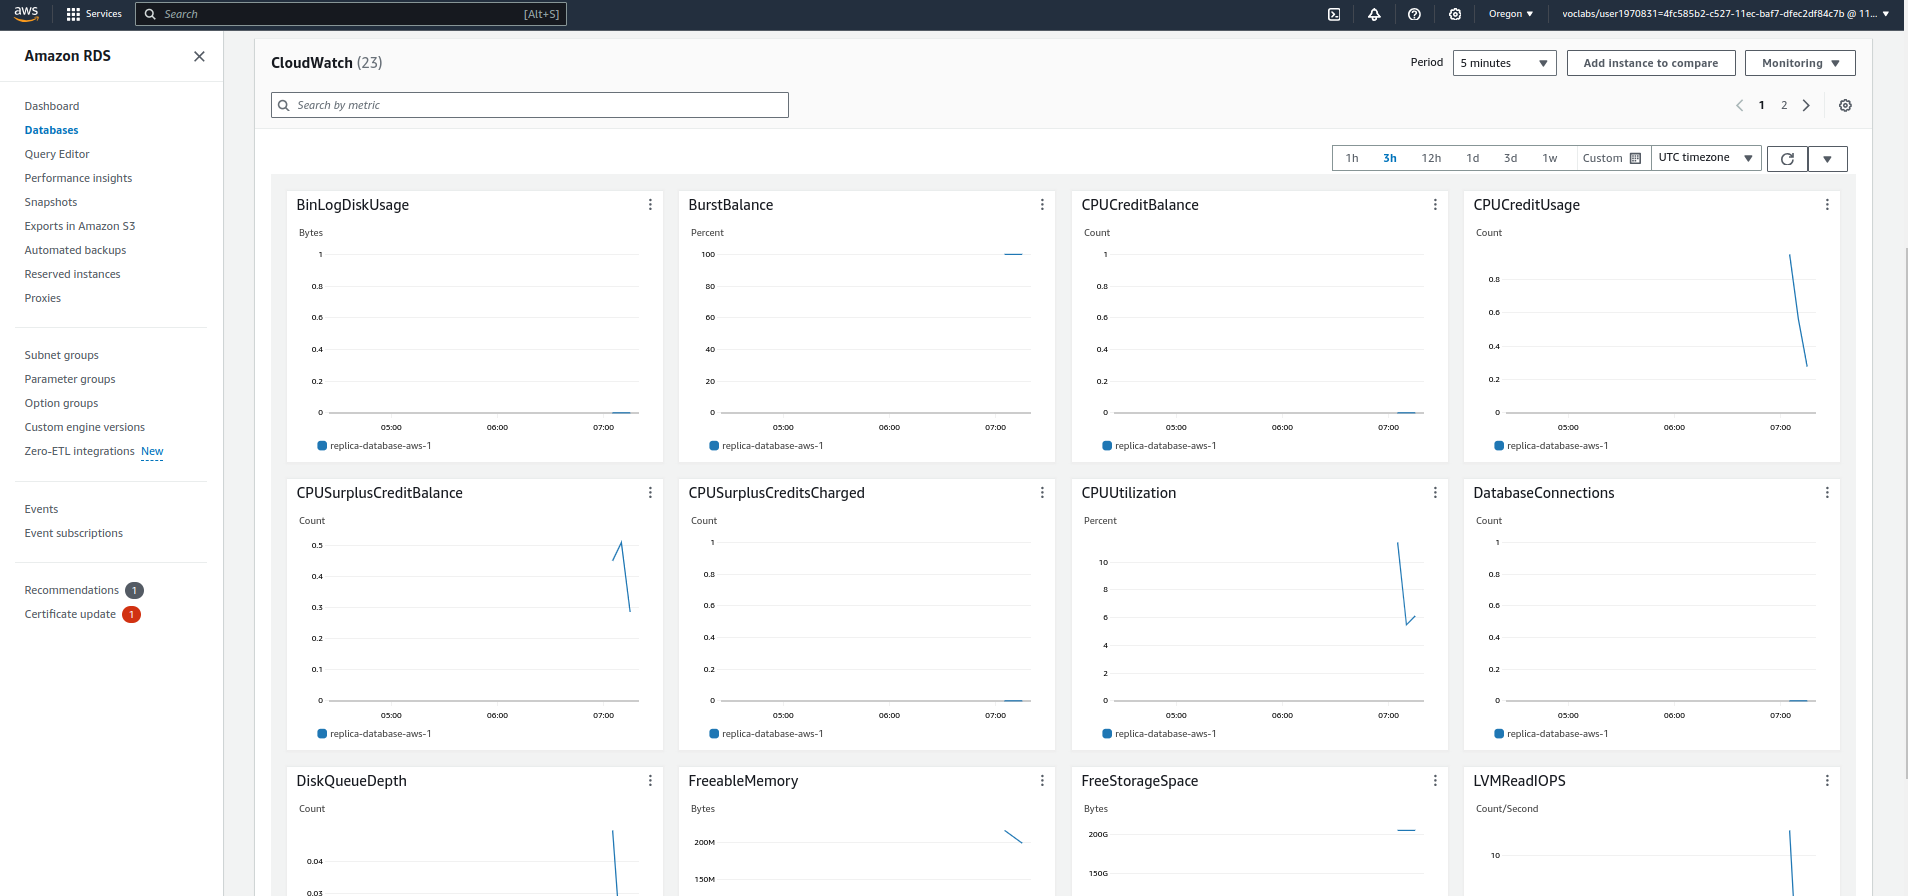 aws Services Search [Alt+S] Oregon voclabs/user1970831=4fc585b2-c527-11ec-baf7-dfec2df84c7b @ 11...
Amazon RDS
Dashboard
Databases
Query Editor
Performance insights
Snapshots
Exports in Amazon S3
Automated backups
Reserved instances
Proxies
Subnet groups
Parameter groups
Option groups
Custom engine versions
Zero-ETL integrations New
Events
Event subscriptions
Recommendations 1
Certificate update 1
CloudWatch (23)
Period 5 minutes Add instance to compare Monitoring
Search by metric
1 2
1h 3h 12h 1d 3d 1w Custom UTC timezone
BinLogDiskUsage
Bytes
1
0.8
0.6
0.4
0.2
0
05:00 06:00 07:00
replica-database-aws-1
BurstBalance
Percent
100
80
60
40
20
0
05:00 06:00 07:00
replica-database-aws-1
CPUCreditBalance
Count
1
0.8
0.6
0.4
0.2
0
05:00 06:00 07:00
replica-database-aws-1
CPUCreditUsage
Count
0.8
0.6
0.4
0.2
0
05:00 06:00 07:00
replica-database-aws-1
CPUSurplusCreditBalance
Count
0.5
0.4
0.3
0.2
0.1
0
05:00 06:00 07:00
replica-database-aws-1
CPUSurplusCreditsCharged
Count
1
0.8
0.6
0.4
0.2
0
05:00 06:00 07:00
replica-database-aws-1
CPUUtilization
Percent
10
8
6
4
2
0
05:00 06:00 07:00
replica-database-aws-1
DatabaseConnections
Count
1
0.8
0.6
0.4
0.2
0
05:00 06:00 07:00
replica-database-aws-1
DiskQueueDepth
Count
0.04
0.03
FreeableMemory
Bytes
200M
150M
FreeStorageSpace
Bytes
200G
150G
LVMReadIOPS
Count/Second
10